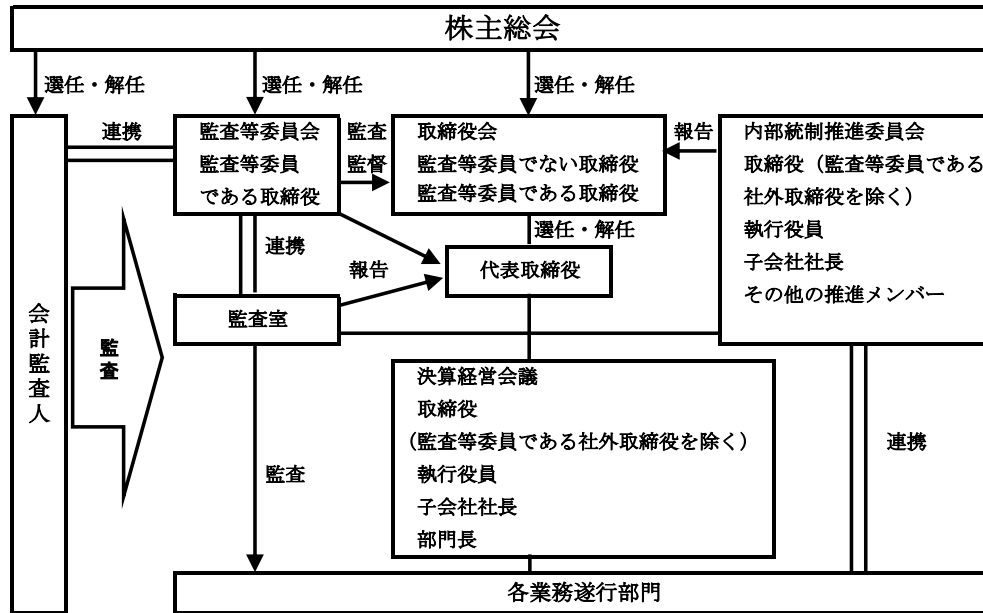 株主総会
選任・解任
選任・解任
選任・解任
連携
監査等委員会
監査等委員
である取締役
監査
監督
取締役会
監査等委員でない取締役
監査等委員である取締役
報告
内部統制推進委員会
取締役（監査等委員である
社外取締役を除く）
執行役員
子会社社長
その他の推進メンバー
連携
選任・解任
報告
代表取締役
会計監査人
監査
監査室
決算経営会議
取締役
（監査等委員である社外取締役を除く）
執行役員
子会社社長
部門長
監査
連携
各業務遂行部門